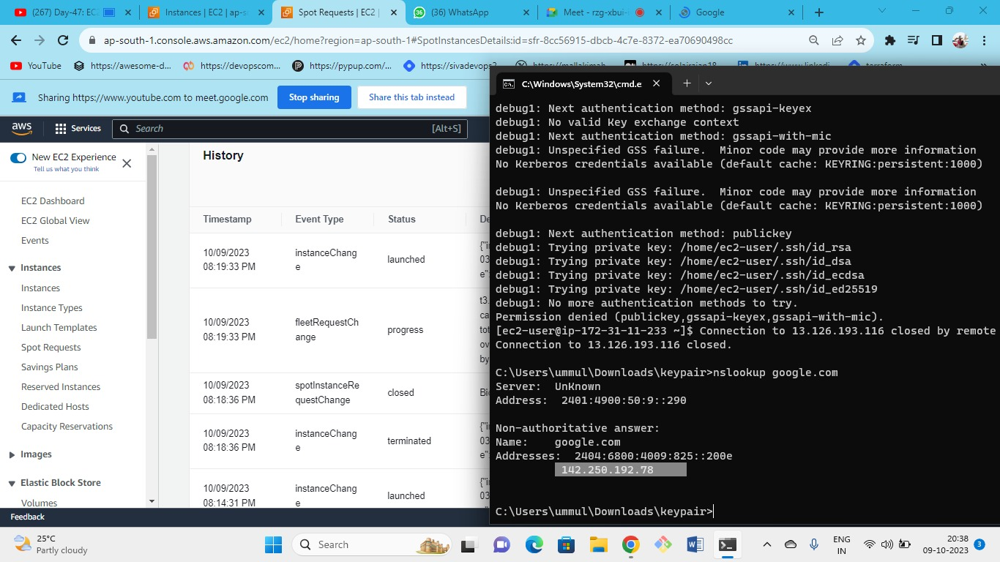 (267) Day-47: EC2
Instances | EC2 | ap-s
Spot Requests | EC2 |
(36) WhatsApp
Meet - rzg-xbui-
Google
ap-south-1.console.aws.amazon.com/ec2/home?region=ap-south-1#SpotInstancesDetails:id=sfr-8cc56915-dbcb-4c7e-8372-ea70690498cc
YouTube
https://awesome-d...
https://devopscom...
https://pypup.com/...
https://sivadevops?
Sharing https://www.youtube.com to meet.google.com
Stop sharing
Share this tab instead
aws
Services
Search
[Alt+S]
New EC2 Experience
Tell us what you think
EC2 Dashboard
EC2 Global View
Events
Instances
Instances
Instance Types
Launch Templates
Spot Requests
Savings Plans
Reserved Instances
Dedicated Hosts
Capacity Reservations
Images
Elastic Block Store
Volumes
Feedback
History
Timestamp Event Type Status De
10/09/2023 08:19:33 PM
instanceChang
e
launched
{"in
03
e":
10/09/2023 08:19:33 PM
fleetRequestCh
ange
progress
t3.
ca
tot
ov
by
10/09/2023 08:18:36 PM
spotInstanceRe
questChange
closed
Bi
10/09/2023 08:18:36 PM
instanceChang
e
terminated
{"in
03
e":
10/09/2023 08:14:31 PM
instanceChang
e
launched
{"in
03
C:\Windows\System32\cmd.e
debug1: Next authentication method: gssapi-keyex
debug1: No valid Key exchange context
debug1: Next authentication method: gssapi-with-mic
debug1: Unspecified GSS failure.  Minor code may provide more information
No Kerberos credentials available (default cache: KEYRING:persistent:1000)
debug1: Unspecified GSS failure.  Minor code may provide more information
No Kerberos credentials available (default cache: KEYRING:persistent:1000)
debug1: Next authentication method: publickey
debug1: Trying private key: /home/ec2-user/.ssh/id_rsa
debug1: Trying private key: /home/ec2-user/.ssh/id_dsa
debug1: Trying private key: /home/ec2-user/.ssh/id_ecdsa
debug1: Trying private key: /home/ec2-user/.ssh/id_ed25519
debug1: No more authentication methods to try.
Permission denied (publickey,gssapi-keyex,gssapi-with-mic).
[ec2-user@ip-172-31-11-233 ~]$ Connection to 13.126.193.116 closed by remote
Connection to 13.126.193.116 closed.
C:\Users\ummul\Downloads\keypair>nslookup google.com
Server:  UnKnown
Address:  2401:4900:50:9::290
Non-authoritative answer:
Name:    google.com
Addresses:  2404:6800:4009:825::200e
142.250.192.78
C:\Users\ummul\Downloads\keypair>
25°C
Partly cloudy
Search
ENG
IN
20:38
09-10-2023
3